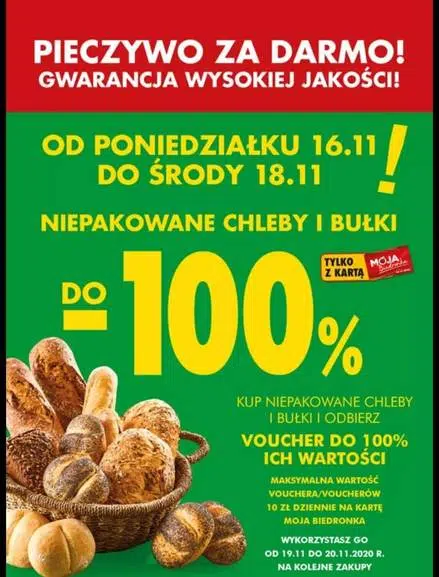 PIECZYWO ZA DARMO!
GWARANCJA WYSOKIEJ JAKOŚCI!
OD PONIEDZIAŁKU 16.11
DO ŚRODY 18.11 !
NIEPAKOWANE CHLEBY I BUŁKI
TYLKO
Z KARTĄ
MOJA
Biedronka
DO
-100%
KUP NIEPAKOWANE CHLEBY
I BUŁKI I ODBIERZ
VOUCHER DO 100%
ICH WARTOŚCI
MAKSYMALNA WARTOŚĆ
VOUCHERA/VOUCHERÓW
10 ZŁ DZIENNIE NA KARTĘ
MOJA BIEDRONKA
WYKORZYSTASZ GO
OD 19.11 DO 20.11.2020 R.
NA KOLEJNE ZAKUPY